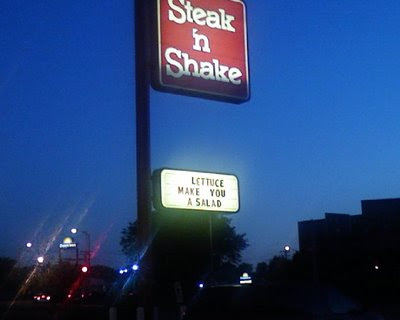 Steak
'n
Shake
LETTUCE
MAKE YOU
A SALAD